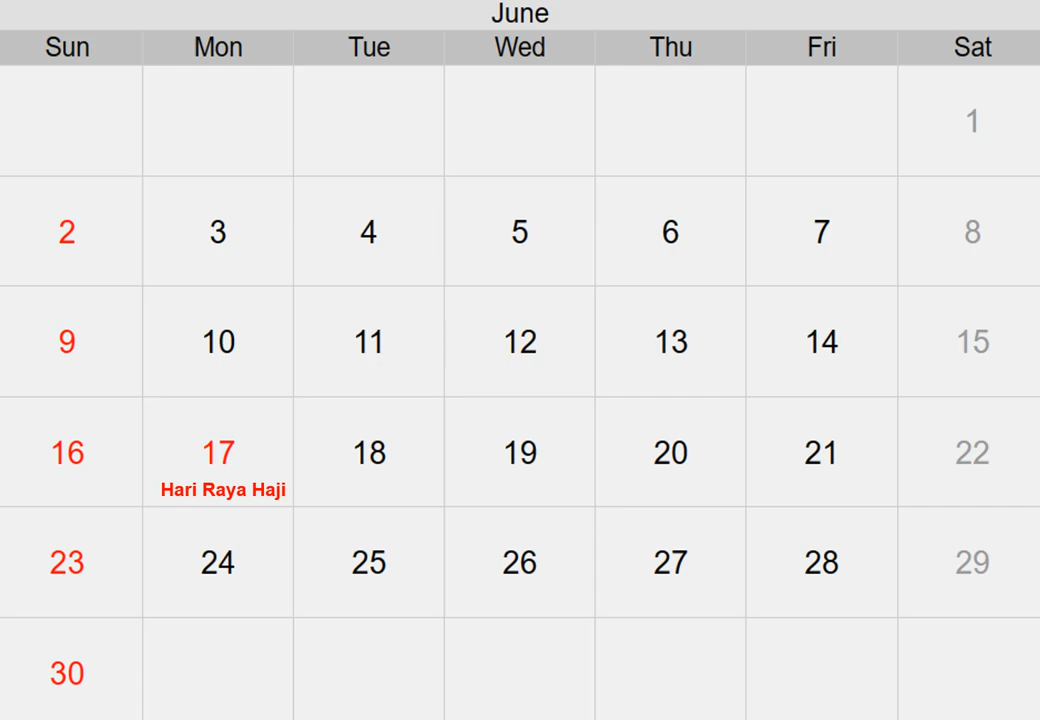 June
Sun Mon Tue Wed Thu Fri Sat
1
2 3 4 5 6 7 8
9 10 11 12 13 14 15
16 17 18 19 20 21 22
Hari Raya Haji
23 24 25 26 27 28 29
30